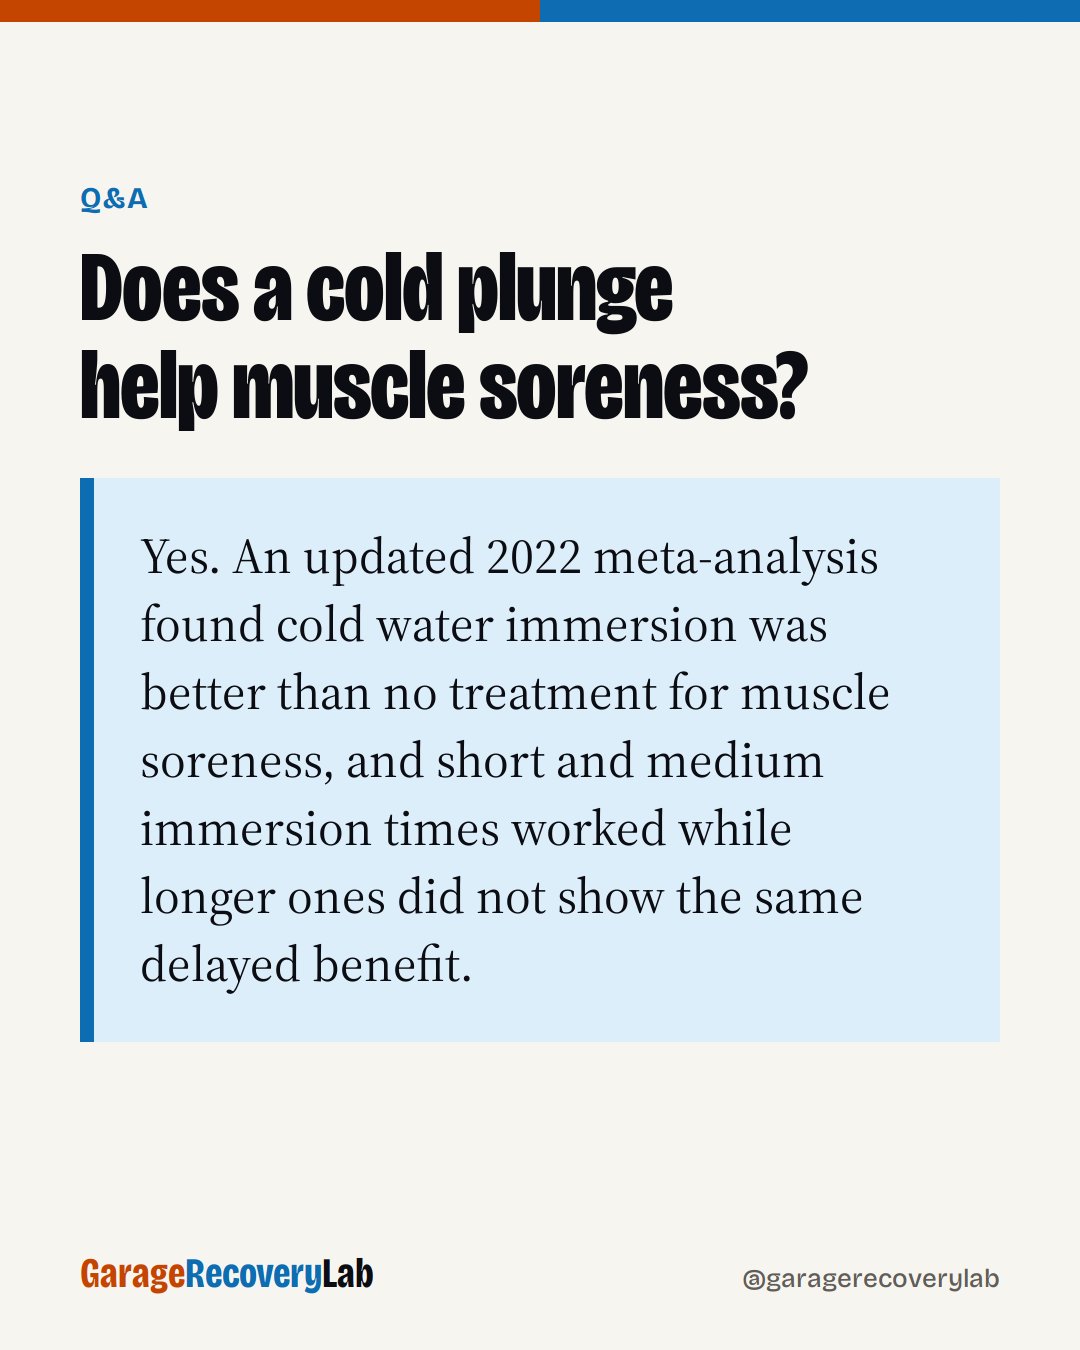 Q&A
Does a cold plunge
help muscle soreness?
Yes. An updated 2022 meta-analysis
found cold water immersion was
better than no treatment for muscle
soreness, and short and medium
immersion times worked while
longer ones did not show the same
delayed benefit.
GarageRecoveryLab
@garagerecoverylab